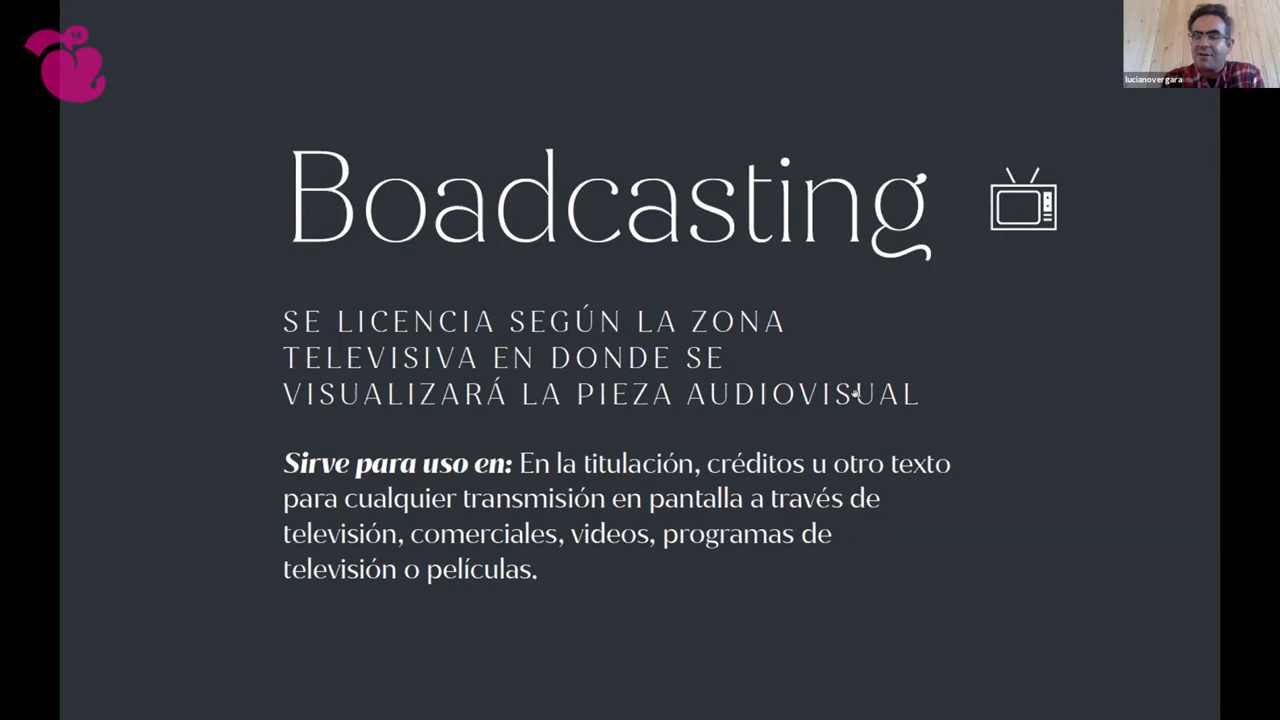 lucianovergara
Boadcasting
SE LICENCIA SEGÚN LA ZONA
TELEVISIVA EN DONDE SE
VISUALIZARÁ LA PIEZA AUDIOVISUAL
Sirve para uso en: En la titulación, créditos u otro texto
para cualquier transmisión en pantalla a través de
televisión, comerciales, videos, programas de
televisión o películas.